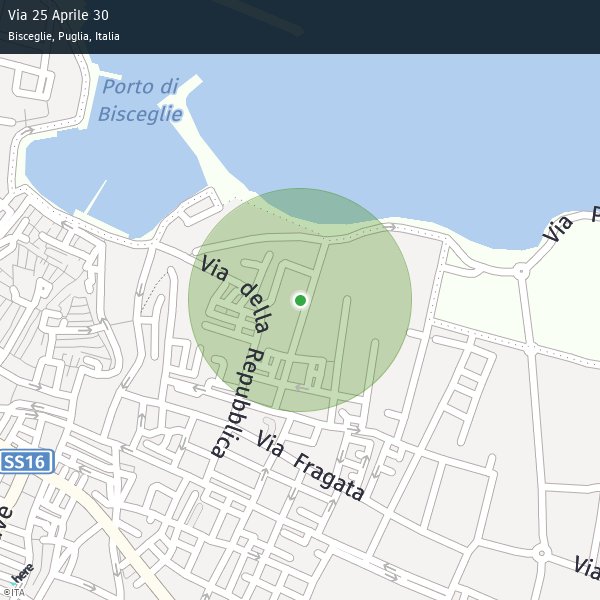 Via 25 Aprile 30
Bisceglie, Puglia, Italia
Porto di
Bisceglie
Via
Via della Repubblica
Via Fragata
SS16
Via
here
©ITA